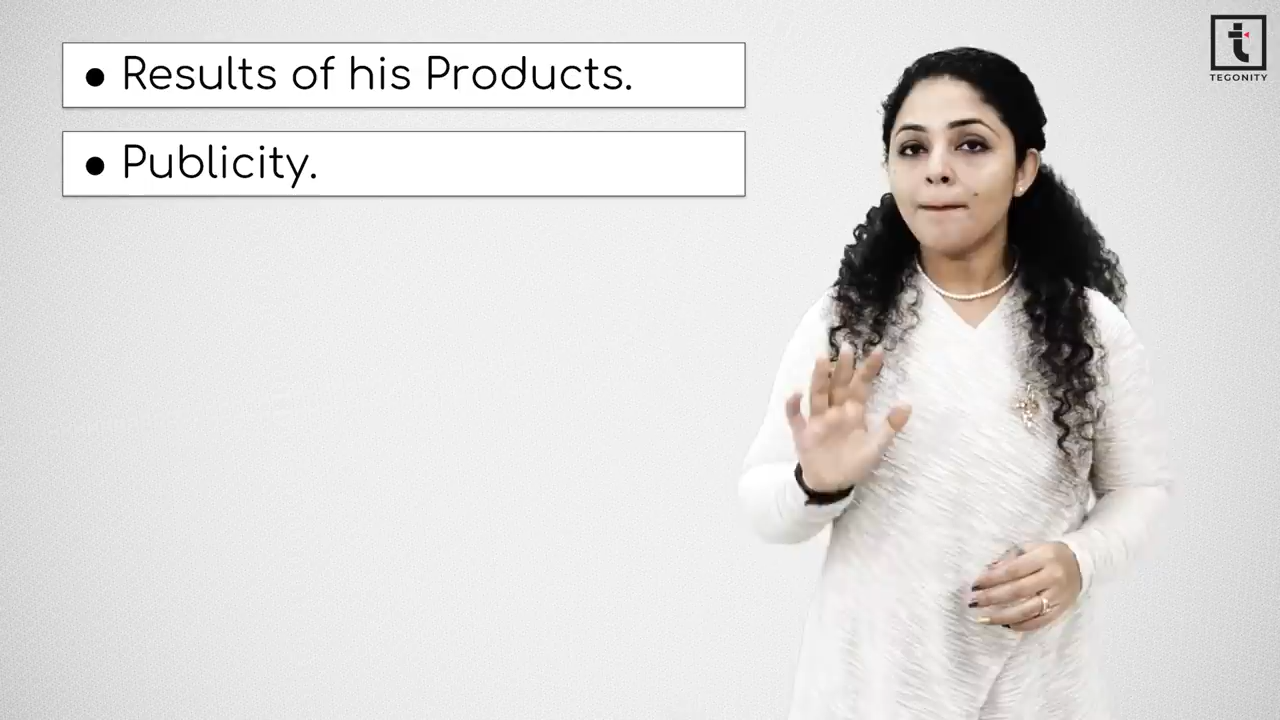 ● Results of his Products.
● Publicity.
t
TEGONITY